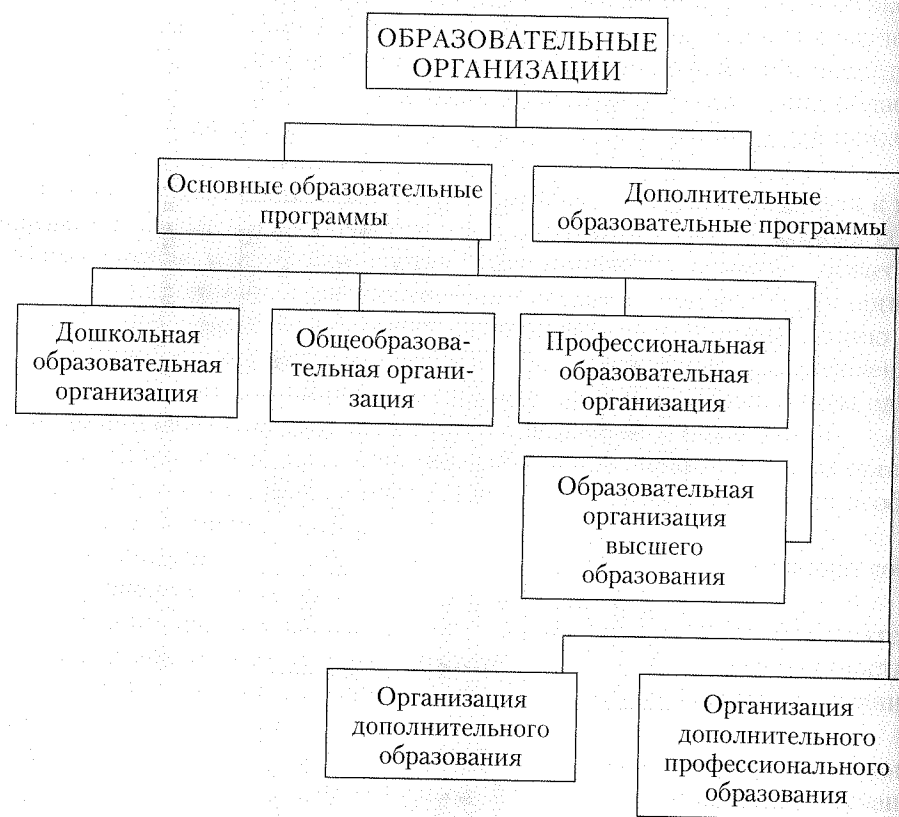 ОБРАЗОВАТЕЛЬНЫЕ
ОРГАНИЗАЦИИ
Основные образовательные
программы
Дополнительные
образовательные программы
Дошкольная
образовательная
организация
Общеобразова-
тельная органи-
зация
Профессиональная
образовательная
организация
Образовательная
организация
высшего
образования
Организация
дополнительного
образования
Организация
дополнительного
профессионального
образования